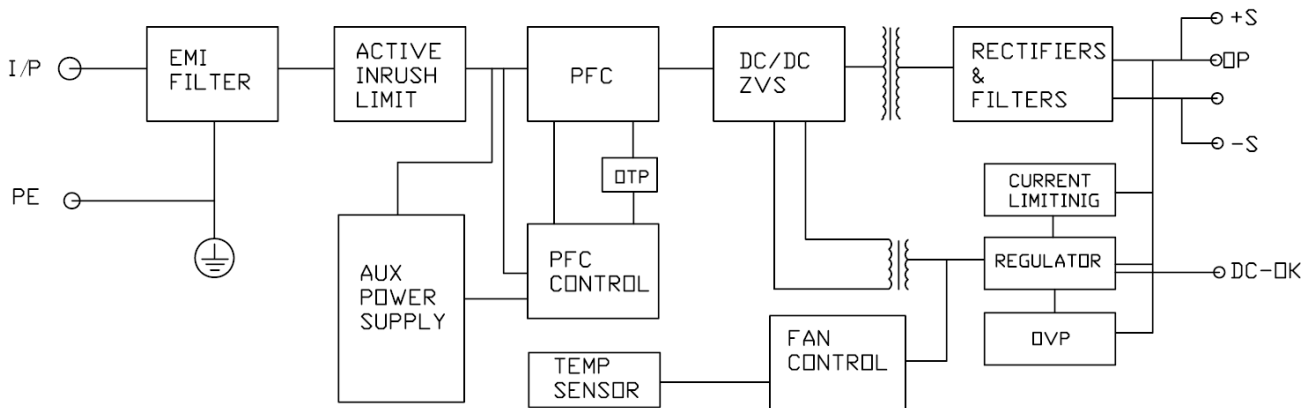 I/P
EMI
FILTER
ACTIVE
INRUSH
LIMIT
PFC
DC/DC
ZVS
RECTIFIERS
&
FILTERS
+S
OP
-S
PE
OTP
CURRENT
LIMITINIG
AUX
POWER
SUPPLY
PFC
CONTROL
REGULATOR
DC-OK
OVP
FAN
CONTROL
TEMP
SENSOR